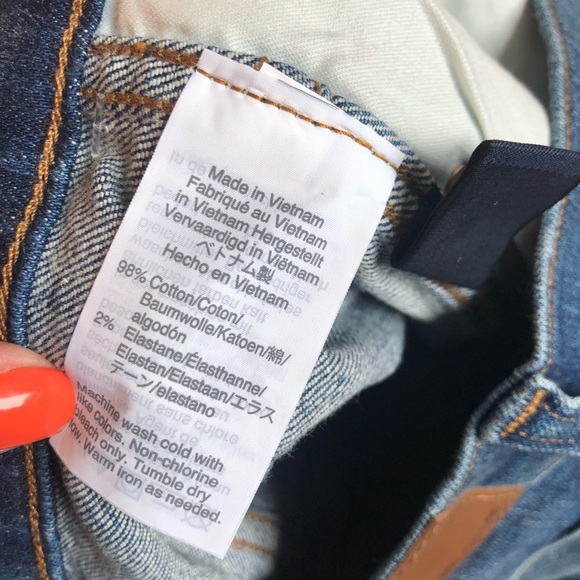 Made in Vietnam
Fabriqué au Vietnam
in Vietnam Hergestellt
Vervaardigd in Viëtnam
ベトナム製
Hecho en Vietnam
98% Cotton/Coton/
Baumwolle/Katoen/綿/
algodón
2% Elastane/Élasthanne/
Elastan/Elastaan/エラス
テーン/elastano
Machine wash cold with
like colors. Non-chlorine
bleach only. Tumble dry
low. Warm iron as needed.